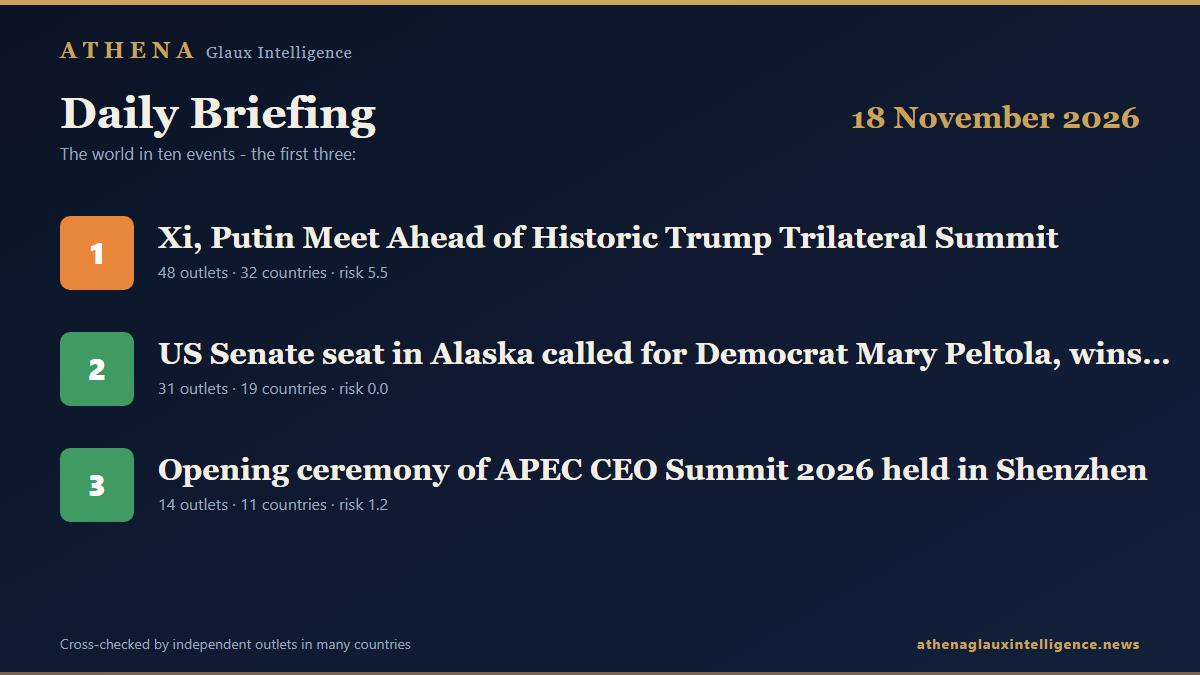 ATHENA Glaux Intelligence
Daily Briefing
18 November 2026
The world in ten events - the first three:
1
Xi, Putin Meet Ahead of Historic Trump Trilateral Summit
48 outlets · 32 countries · risk 5.5
2
US Senate seat in Alaska called for Democrat Mary Peltola, wins...
31 outlets · 19 countries · risk 0.0
3
Opening ceremony of APEC CEO Summit 2026 held in Shenzhen
14 outlets · 11 countries · risk 1.2
Cross-checked by independent outlets in many countries
athenaglauxintelligence.news